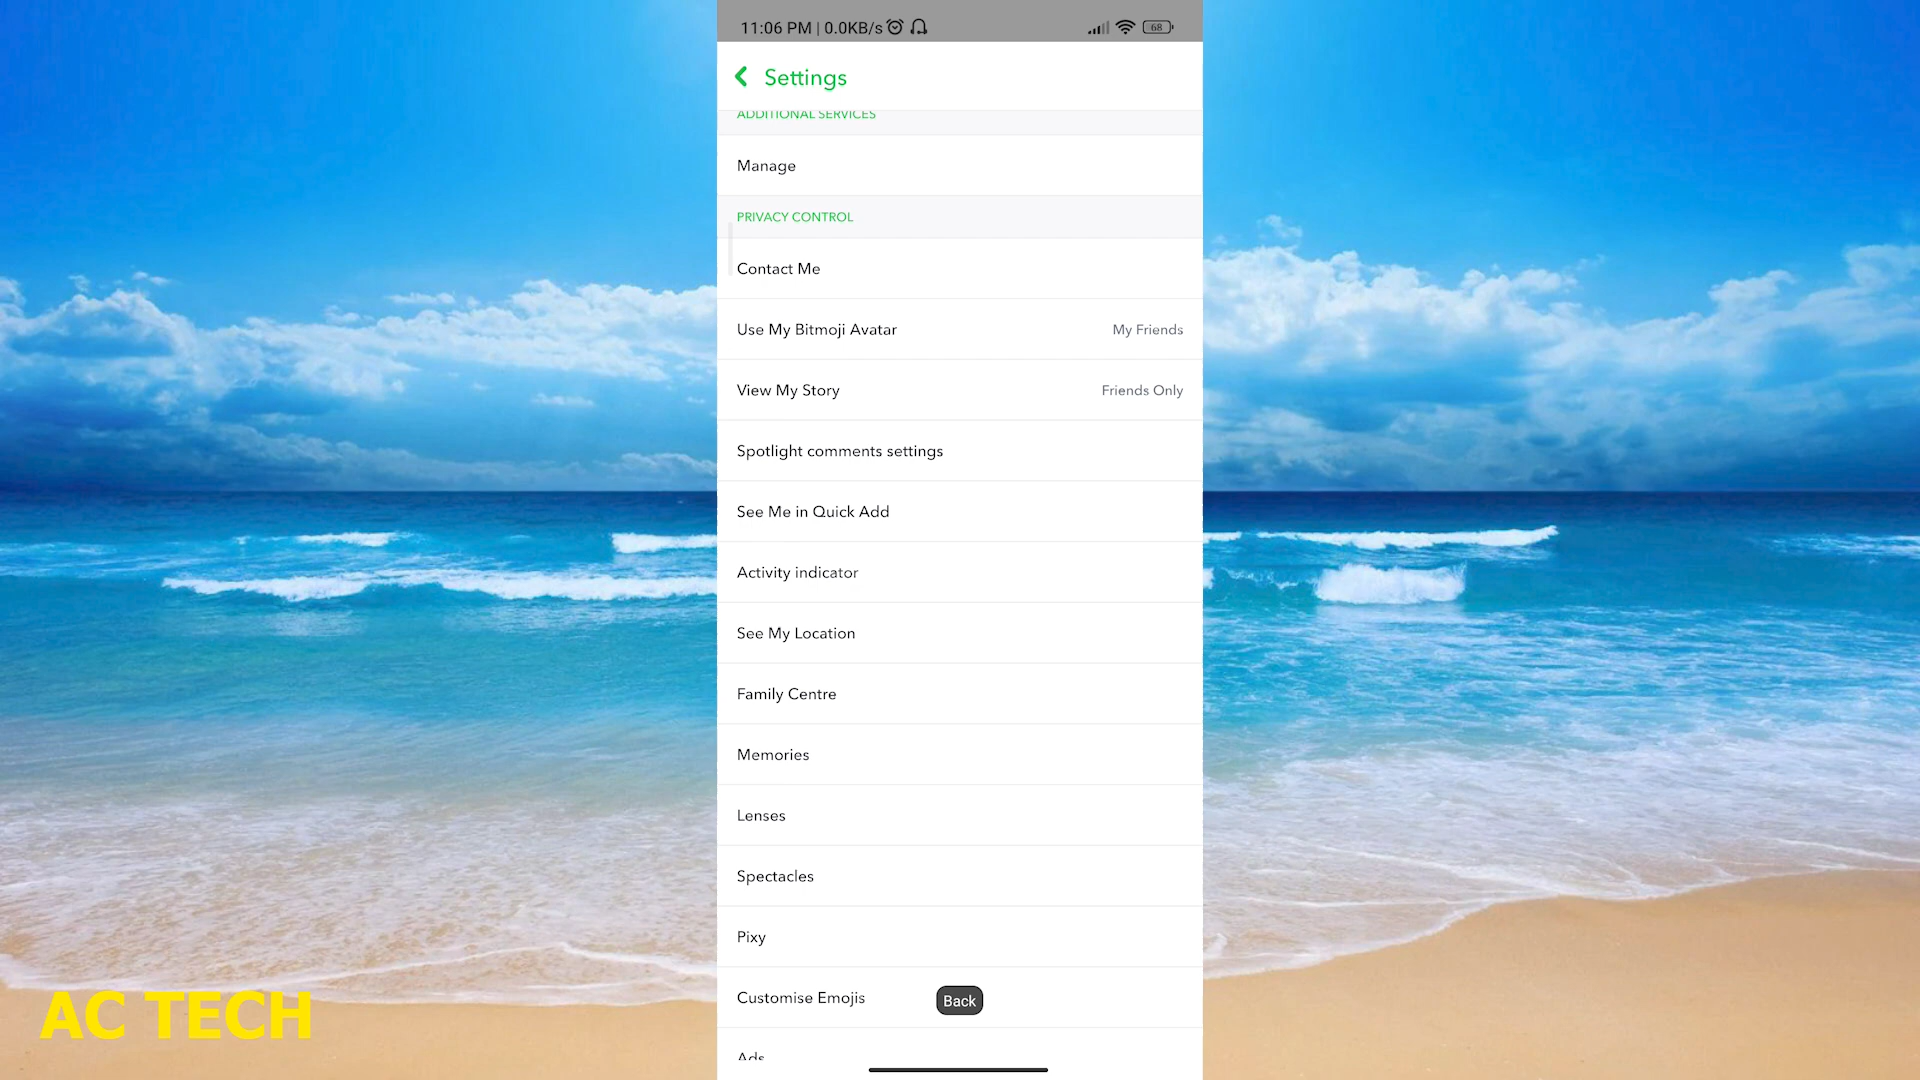 11:06 PM | 0.0KB/s
68
Settings
ADDITIONAL SERVICES
Manage
PRIVACY CONTROL
Contact Me
Use My Bitmoji Avatar My Friends
View My Story Friends Only
Spotlight comments settings
See Me in Quick Add
Activity indicator
See My Location
Family Centre
Memories
Lenses
Spectacles
Pixy
Customise Emojis
Back
Ads
AC TECH